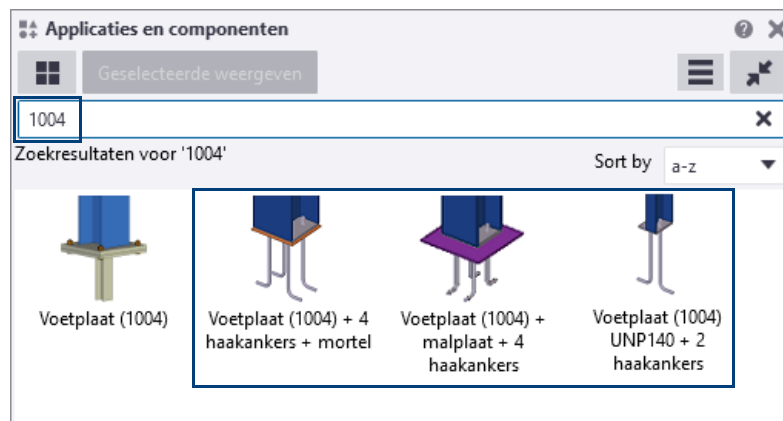 Applicaties en componenten
Geselecteerde weergeven
1004
Zoekresultaten voor '1004'
Sort by a-z
Voetplaat (1004)
Voetplaat (1004) + 4
haakankers + mortel
Voetplaat (1004) +
malplaat + 4
haakankers
Voetplaat (1004)
UNP140 + 2
haakankers